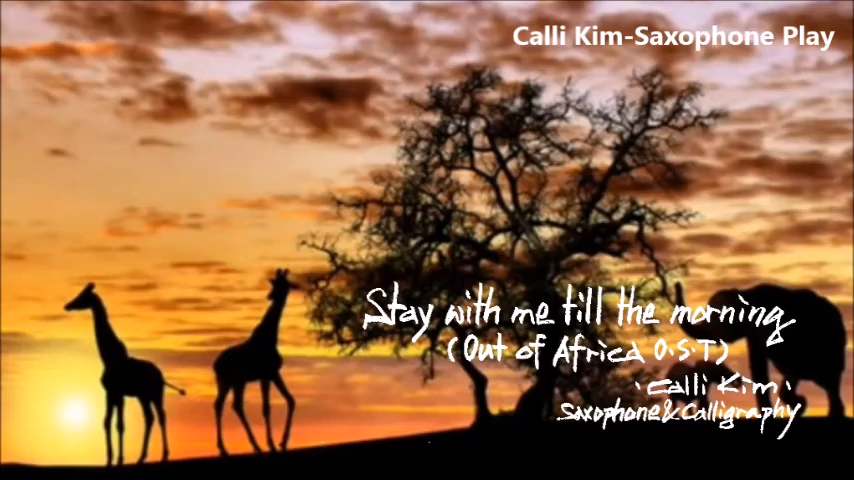 Calli Kim-Saxophone Play
Stay with me till the morning
(Out of Africa O.S.T)
. Calli Kim .
Saxophone & Calligraphy